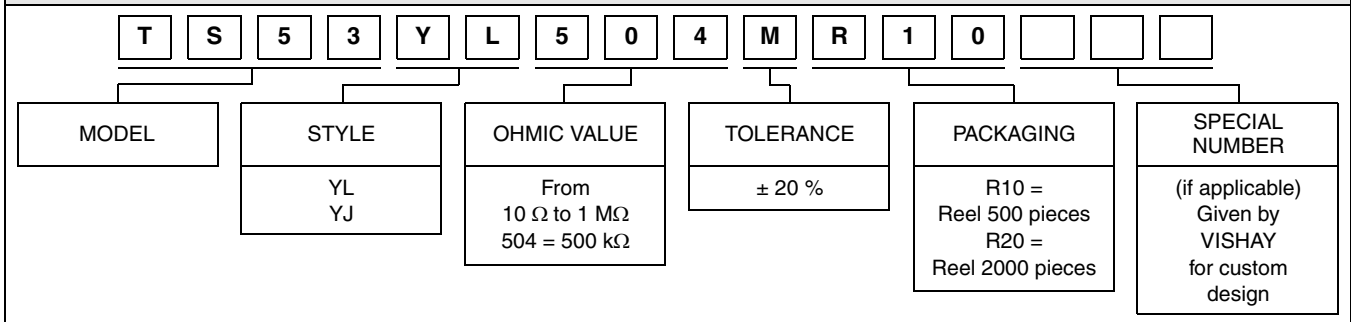 T S 5 3 Y L 5 0 4 M R 1 0
MODEL
STYLE
YL
YJ
OHMIC VALUE
From
10 Ω to 1 MΩ
504 = 500 kΩ
TOLERANCE
± 20 %
PACKAGING
R10 =
Reel 500 pieces
R20 =
Reel 2000 pieces
SPECIAL
NUMBER
(if applicable)
Given by
VISHAY
for custom
design